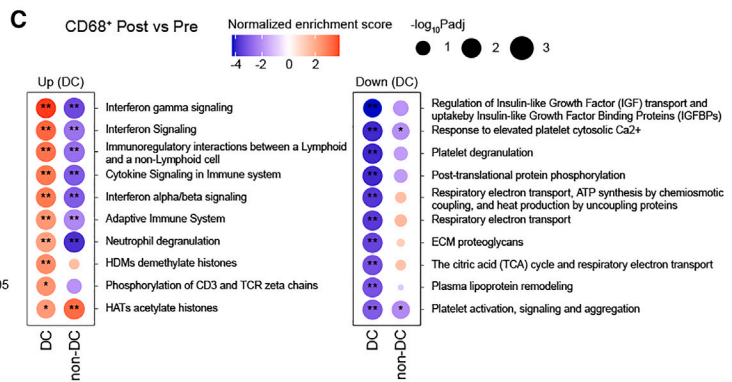 C
CD68+ Post vs Pre
Normalized enrichment score
-4 -2 0 2
-log10Padj
1 2 3
Up (DC)
** ** Interferon gamma signaling
** ** Interferon Signaling
** ** Immunoregulatory interactions between a Lymphoid
and a non-Lymphoid cell
** ** Cytokine Signaling in Immune system
** ** Interferon alpha/beta signaling
** ** Adaptive Immune System
** ** Neutrophil degranulation
** HDMs demethylate histones
* Phosphorylation of CD3 and TCR zeta chains
* ** HATs acetylate histones
DC
non-DC
05
Down (DC)
** Regulation of Insulin-like Growth Factor (IGF) transport and
uptakeby Insulin-like Growth Factor Binding Proteins (IGFBPs)
** * Response to elevated platelet cytosolic Ca2+
** Platelet degranulation
** Post-translational protein phosphorylation
** Respiratory electron transport, ATP synthesis by chemiosmotic
coupling, and heat production by uncoupling proteins
** Respiratory electron transport
** ECM proteoglycans
** The citric acid (TCA) cycle and respiratory electron transport
** Plasma lipoprotein remodeling
** * Platelet activation, signaling and aggregation
DC
non-DC